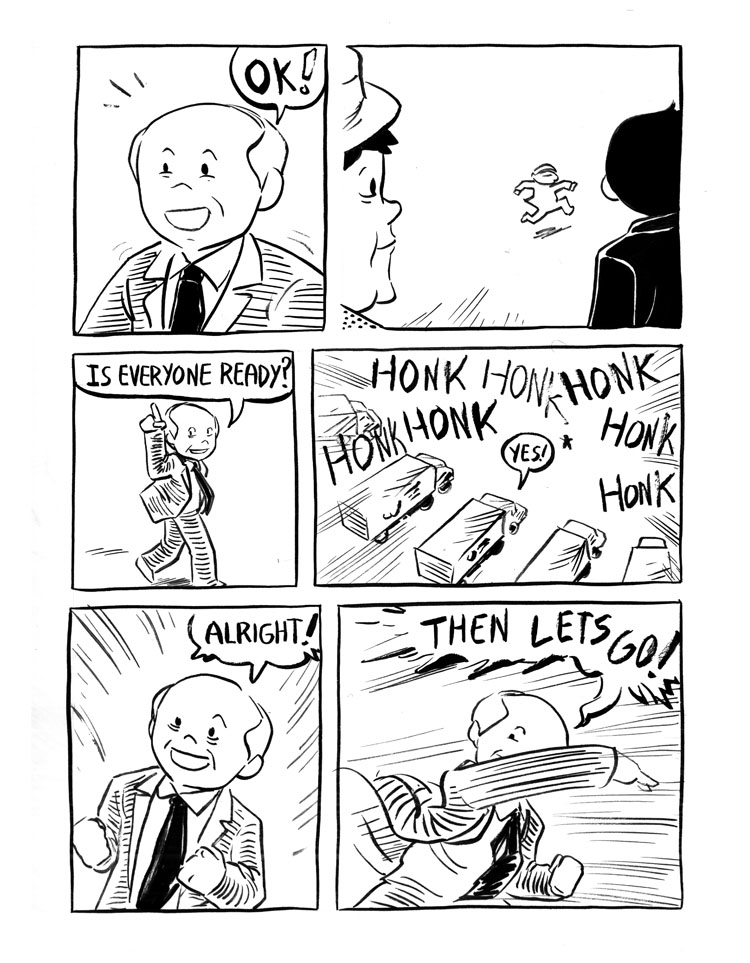 OK!
IS EVERYONE READY?
HONK HONK HONK
HONK HONK
HONK
YES!
HONK
ALRIGHT!
THEN LETS
GO!